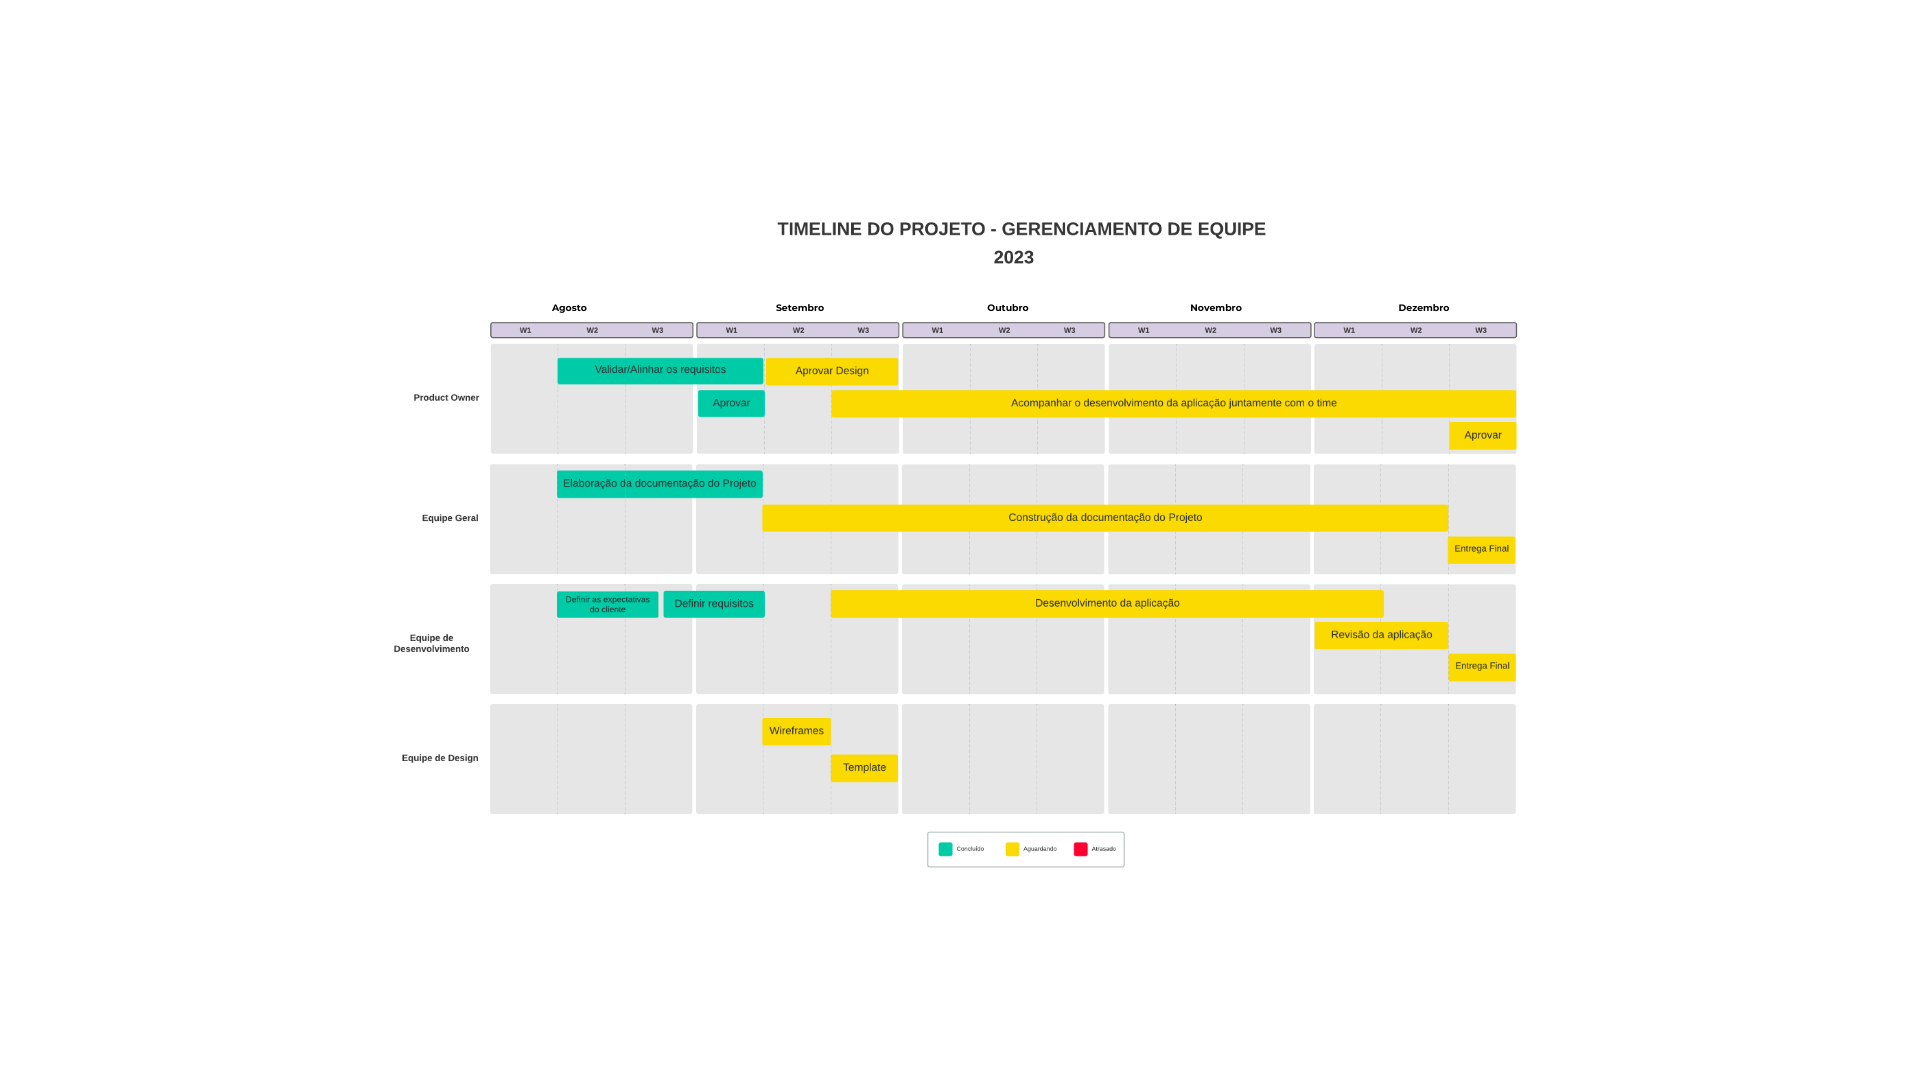 TIMELINE DO PROJETO - GERENCIAMENTO DE EQUIPE
2023
Agosto Setembro Outubro Novembro Dezembro
W1 W2 W3 W1 W2 W3 W1 W2 W3 W1 W2 W3 W1 W2 W3
Product Owner
Validar/Alinhar os requisitos Aprovar Design
Aprovar Acompanhar o desenvolvimento da aplicação juntamente com o time
Aprovar
Equipe Geral
Elaboração da documentação do Projeto
Construção da documentação do Projeto
Entrega Final
Equipe de
Desenvolvimento
Definir as expectativas
do cliente
Definir requisitos
Desenvolvimento da aplicação
Revisão da aplicação
Entrega Final
Equipe de Design
Wireframes
Template
Concluído Aguardando Atrasado